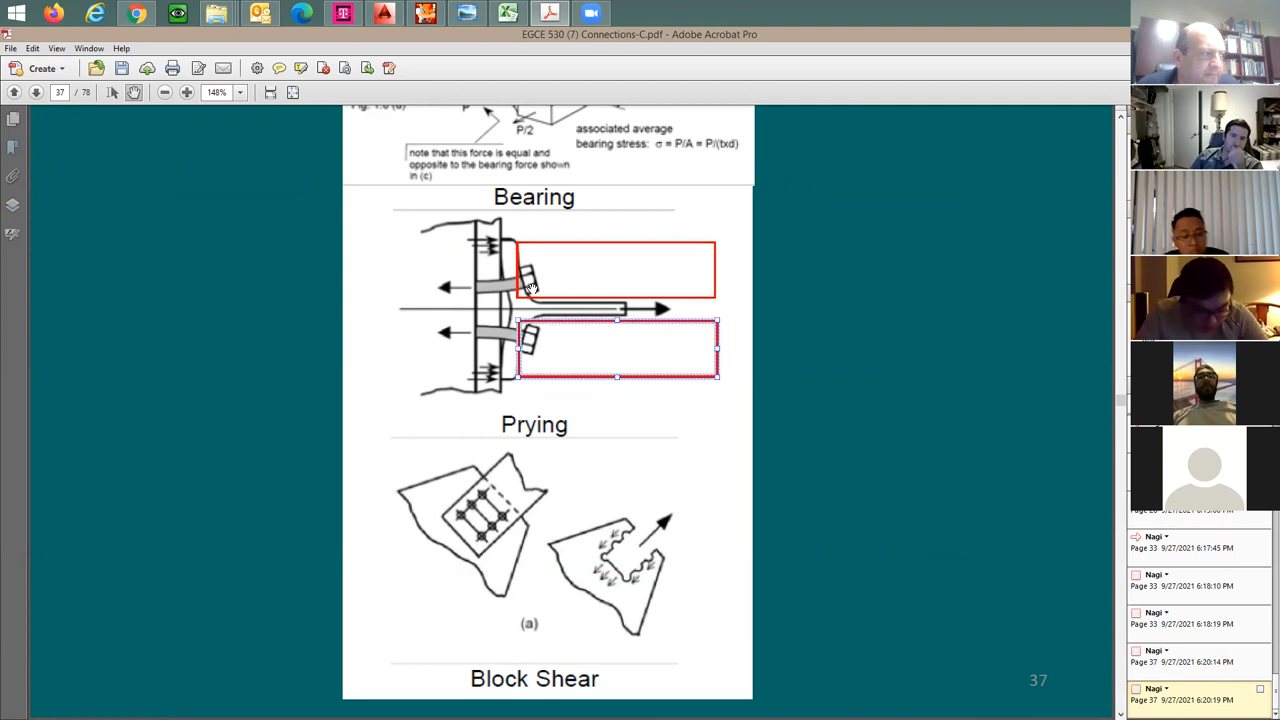 EGCE 530 (7) Connections-C.pdf - Adobe Acrobat Pro
File Edit View Window Help
Create
37 / 78 148%
P/2
associated average
bearing stress: σ = P/A = P/(txd)
note that this force is equal and
opposite to the bearing force shown
in (c)
Bearing
Prying
(a)
Block Shear
37
Nagi
Page 33 9/27/2021 6:17:45 PM
Nagi
Page 33 9/27/2021 6:18:10 PM
Nagi
Page 33 9/27/2021 6:18:19 PM
Nagi
Page 37 9/27/2021 6:20:14 PM
Nagi
Page 37 9/27/2021 6:20:19 PM